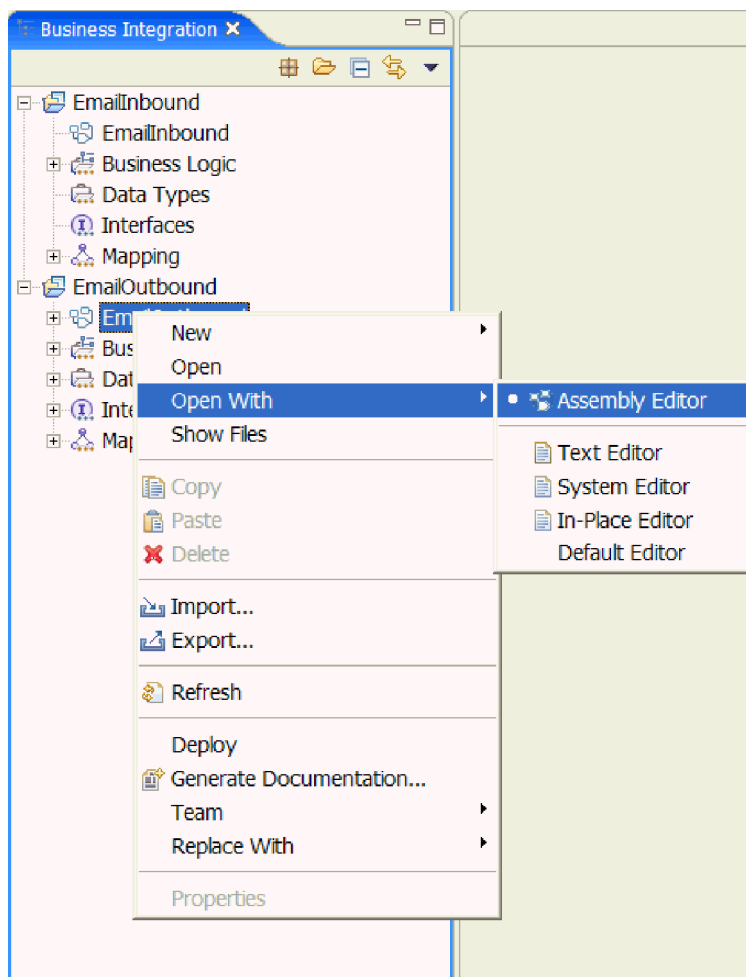 Business Integration
EmailInbound
EmailInbound
Business Logic
Data Types
Interfaces
Mapping
EmailOutbound
New
Open
Open With
Assembly Editor
Show Files
Text Editor
Copy
System Editor
Paste
In-Place Editor
Delete
Default Editor
Import...
Export...
Refresh
Deploy
Generate Documentation...
Team
Replace With
Properties